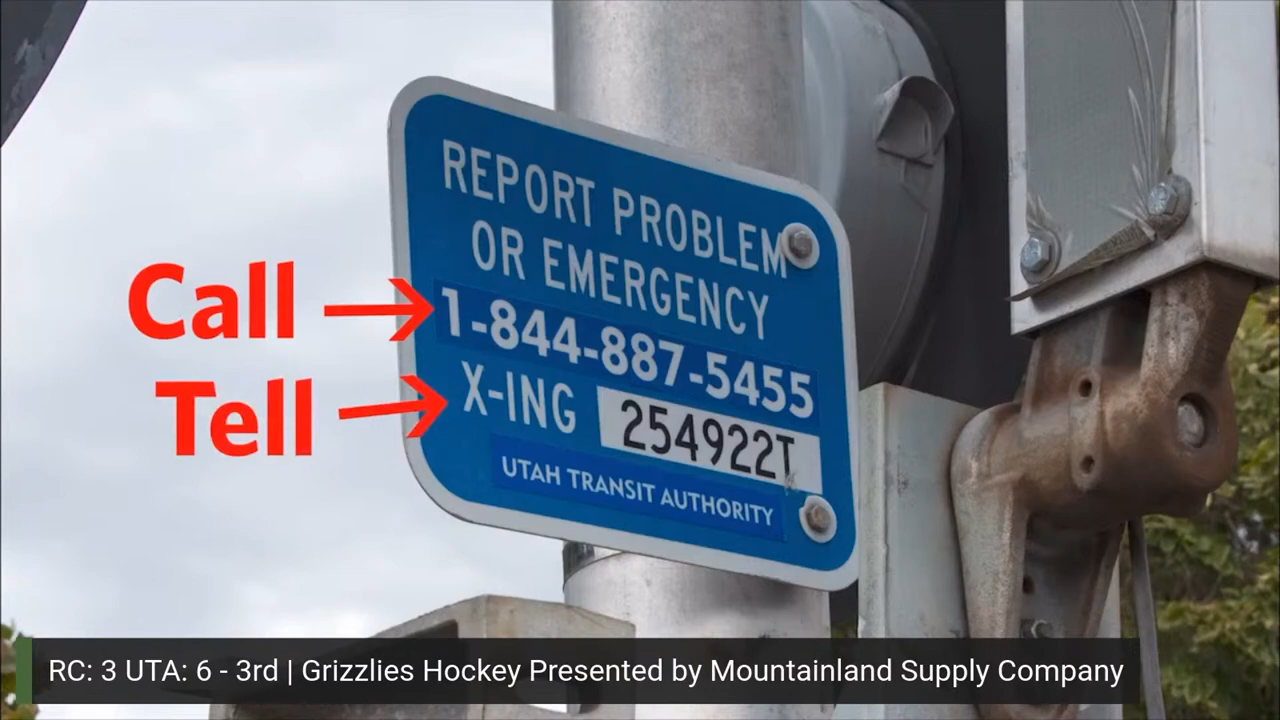 REPORT PROBLEM
OR EMERGENCY
Call
1-844-887-5455
Tell
X-ING 254922T
UTAH TRANSIT AUTHORITY
RC: 3 UTA: 6 - 3rd | Grizzlies Hockey Presented by Mountainland Supply Company